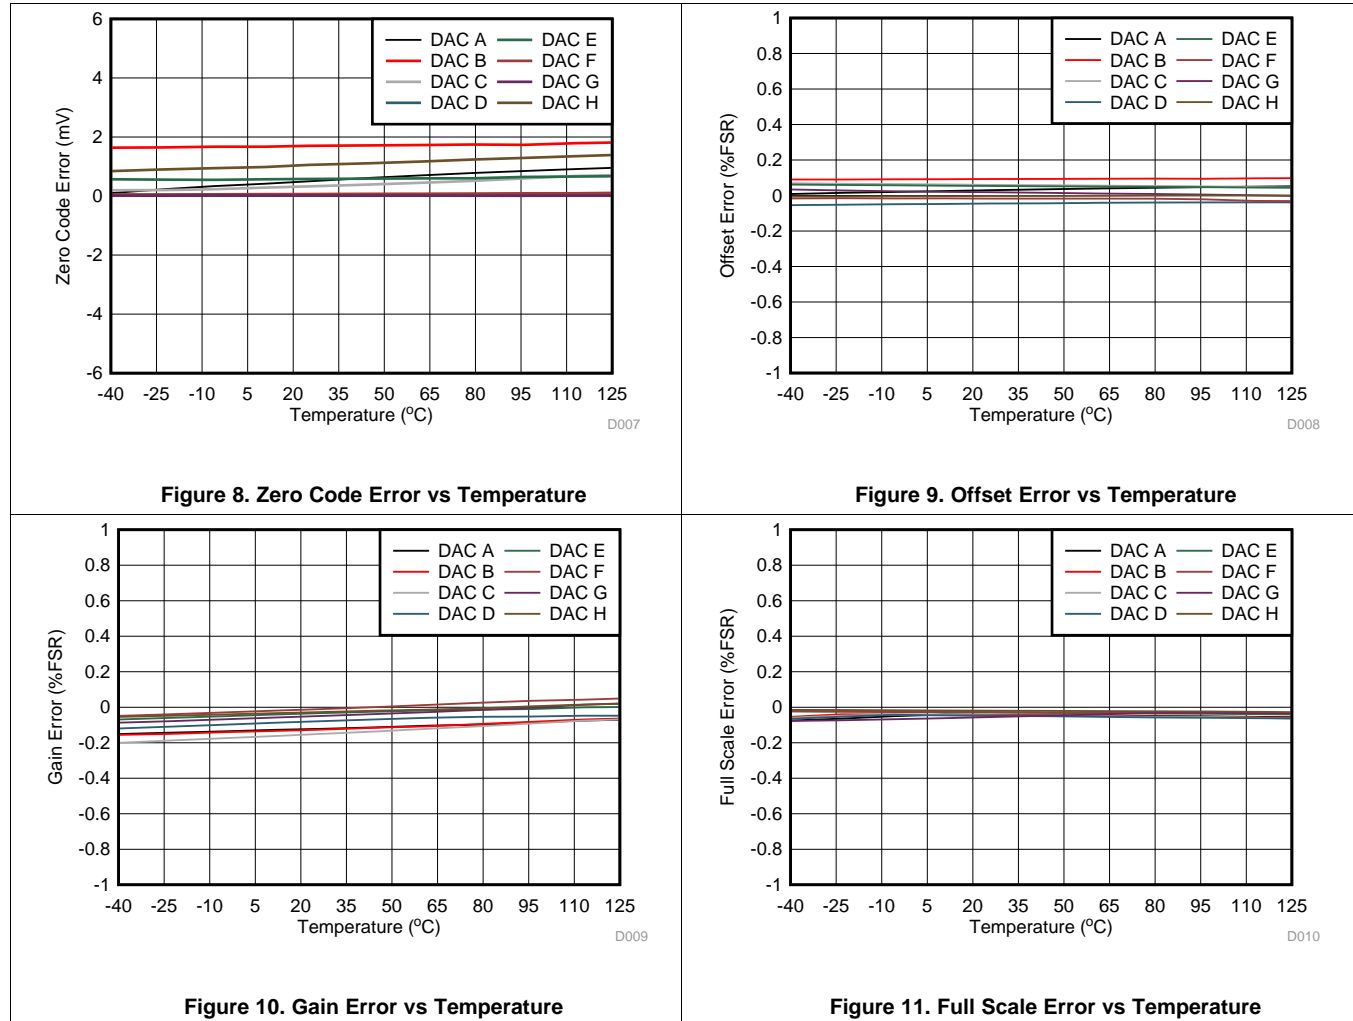 6
4
2
0
-2
-4
-6
Zero Code Error (mV)
DAC A
DAC B
DAC C
DAC D
DAC E
DAC F
DAC G
DAC H
-40 -25 -10 5 20 35 50 65 80 95 110 125
Temperature (°C)
D007
Figure 8. Zero Code Error vs Temperature
1
0.8
0.6
0.4
0.2
0
-0.2
-0.4
-0.6
-0.8
-1
Offset Error (%FSR)
DAC A
DAC B
DAC C
DAC D
DAC E
DAC F
DAC G
DAC H
-40 -25 -10 5 20 35 50 65 80 95 110 125
Temperature (°C)
D008
Figure 9. Offset Error vs Temperature
1
0.8
0.6
0.4
0.2
0
-0.2
-0.4
-0.6
-0.8
-1
Gain Error (%FSR)
DAC A
DAC B
DAC C
DAC D
DAC E
DAC F
DAC G
DAC H
-40 -25 -10 5 20 35 50 65 80 95 110 125
Temperature (°C)
D009
Figure 10. Gain Error vs Temperature
1
0.8
0.6
0.4
0.2
0
-0.2
-0.4
-0.6
-0.8
-1
Full Scale Error (%FSR)
DAC A
DAC B
DAC C
DAC D
DAC E
DAC F
DAC G
DAC H
-40 -25 -10 5 20 35 50 65 80 95 110 125
Temperature (°C)
D010
Figure 11. Full Scale Error vs Temperature